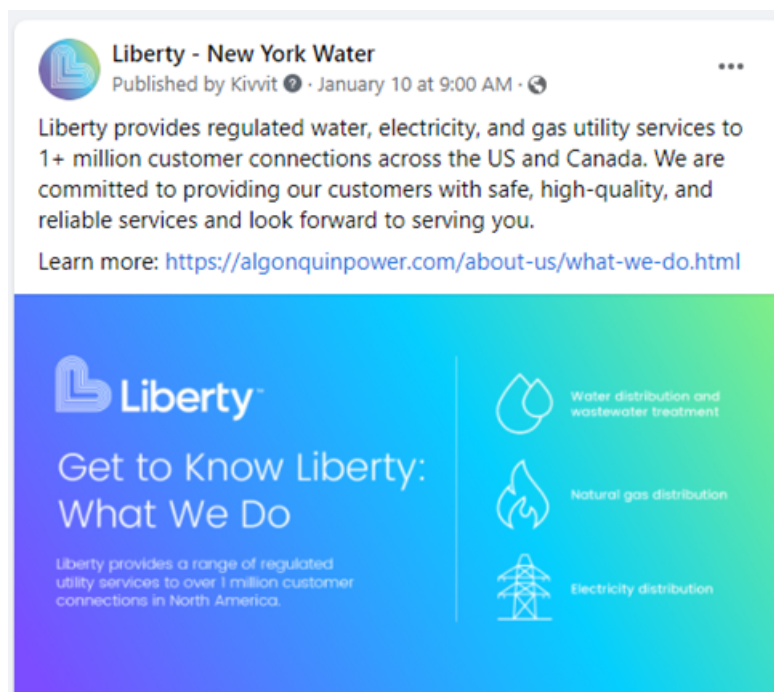 Liberty - New York Water
Published by Kivvit · January 10 at 9:00 AM ·
Liberty provides regulated water, electricity, and gas utility services to
1+ million customer connections across the US and Canada. We are
committed to providing our customers with safe, high-quality, and
reliable services and look forward to serving you.
Learn more: https://algonquinpower.com/about-us/what-we-do.html
Liberty™
Get to Know Liberty:
What We Do
Liberty provides a range of regulated
utility services to over 1 million customer
connections in North America.
Water distribution and
wastewater treatment
Natural gas distribution
Electricity distribution